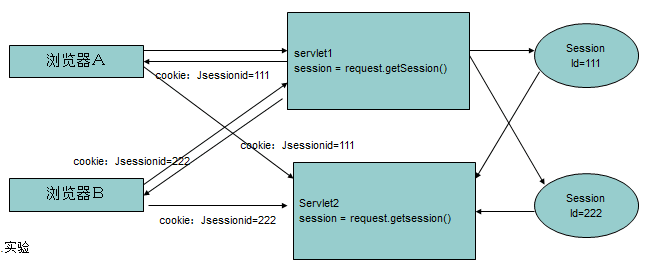 浏览器A
servlet1
session = request.getSession()
Session
Id=111
cookie：Jsessionid=111
cookie：Jsessionid=222
cookie：Jsessionid=111
浏览器B
Servlet2
session = request.getsession()
Session
Id=222
cookie：Jsessionid=222
.实验